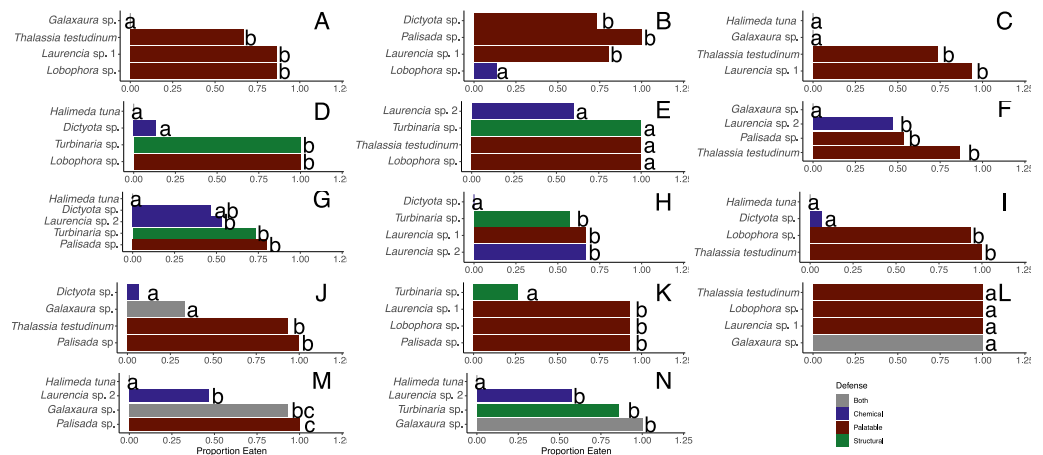 Galaxaura sp. a A
Thalassia testudinum b
Laurencia sp. 1 b
Lobophora sp. b
0.00 0.25 0.50 0.75 1.00 1.2
Dictyota sp. b B
Palisada sp. b
Laurencia sp. 1 b
Lobophora sp. a
0.00 0.25 0.50 0.75 1.00 1.25
Halimeda tuna a C
Galaxaura sp. a
Thalassia testudinum b
Laurencia sp. 1 b
0.00 0.25 0.50 0.75 1.00 1.25
Halimeda tuna a D
Dictyota sp. a
Turbinaria sp. b
Lobophora sp. b
0.00 0.25 0.50 0.75 1.00 1.2
Laurencia sp. 2 a E
Turbinaria sp. a
Thalassia testudinum a
Lobophora sp. a
0.00 0.25 0.50 0.75 1.00 1.25
Galaxaura sp. a F
Laurencia sp. 2 b
Palisada sp. b
Thalassia testudinum b
0.00 0.25 0.50 0.75 1.00 1.25
Halimeda tuna a G
Dictyota sp. ab
Laurencia sp. 2 b
Turbinaria sp. b
Palisada sp. b
0.00 0.25 0.50 0.75 1.00 1.2
Dictyota sp. a H
Turbinaria sp. b
Laurencia sp. 1 b
Laurencia sp. 2 b
0.00 0.25 0.50 0.75 1.00 1.25
Halimeda tuna a I
Dictyota sp. a
Lobophora sp. b
Thalassia testudinum b
0.00 0.25 0.50 0.75 1.00 1.25
Dictyota sp. a J
Galaxaura sp. a
Thalassia testudinum b
Palisada sp. b
0.00 0.25 0.50 0.75 1.00 1.2
Turbinaria sp. a K
Laurencia sp. 1 b
Lobophora sp. b
Palisada sp. b
0.00 0.25 0.50 0.75 1.00 1.25
Thalassia testudinum a L
Lobophora sp. a
Laurencia sp. 1 a
Galaxaura sp. a
0.00 0.25 0.50 0.75 1.00 1.25
Halimeda tuna a M
Laurencia sp. 2 b
Galaxaura sp. bc
Palisada sp. c
0.00 0.25 0.50 0.75 1.00 1.2
Proportion Eaten
Halimeda tuna a N
Laurencia sp. 2 b
Turbinaria sp. b
Galaxaura sp. b
0.00 0.25 0.50 0.75 1.00 1.25
Proportion Eaten
Defense
Both
Chemical
Palatable
Structural